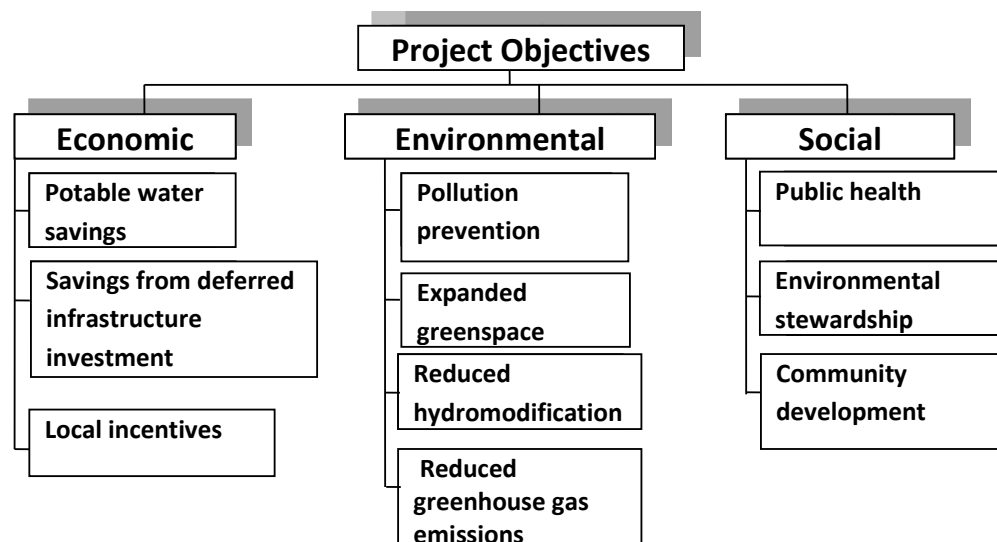 Project Objectives
Economic
Potable water
savings
Savings from deferred
infrastructure
investment
Local incentives
Environmental
Pollution
prevention
Expanded
greenspace
Reduced
hydromodification
Reduced
greenhouse gas
emissions
Social
Public health
Environmental
stewardship
Community
development